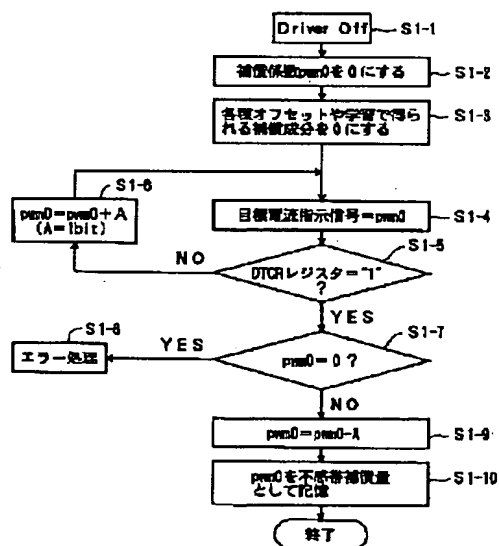 Driver Off
S1-1
補償係数pwm0を0にする
S1-2
各種オフセットや学習で得ら
れる補償成分を0にする
S1-3
S1-6
pwm0=pwm0+A
(A=1bit)
目標電流指示信号=pwm0
S1-4
S1-5
NO
DTCRレジスター="1"
?
YES
S1-8
エラー処理
YES
S1-7
pwm0=0?
NO
pwm0=pwm0-A
S1-9
pwm0を不感帯補償量
として記憶
S1-10
終了